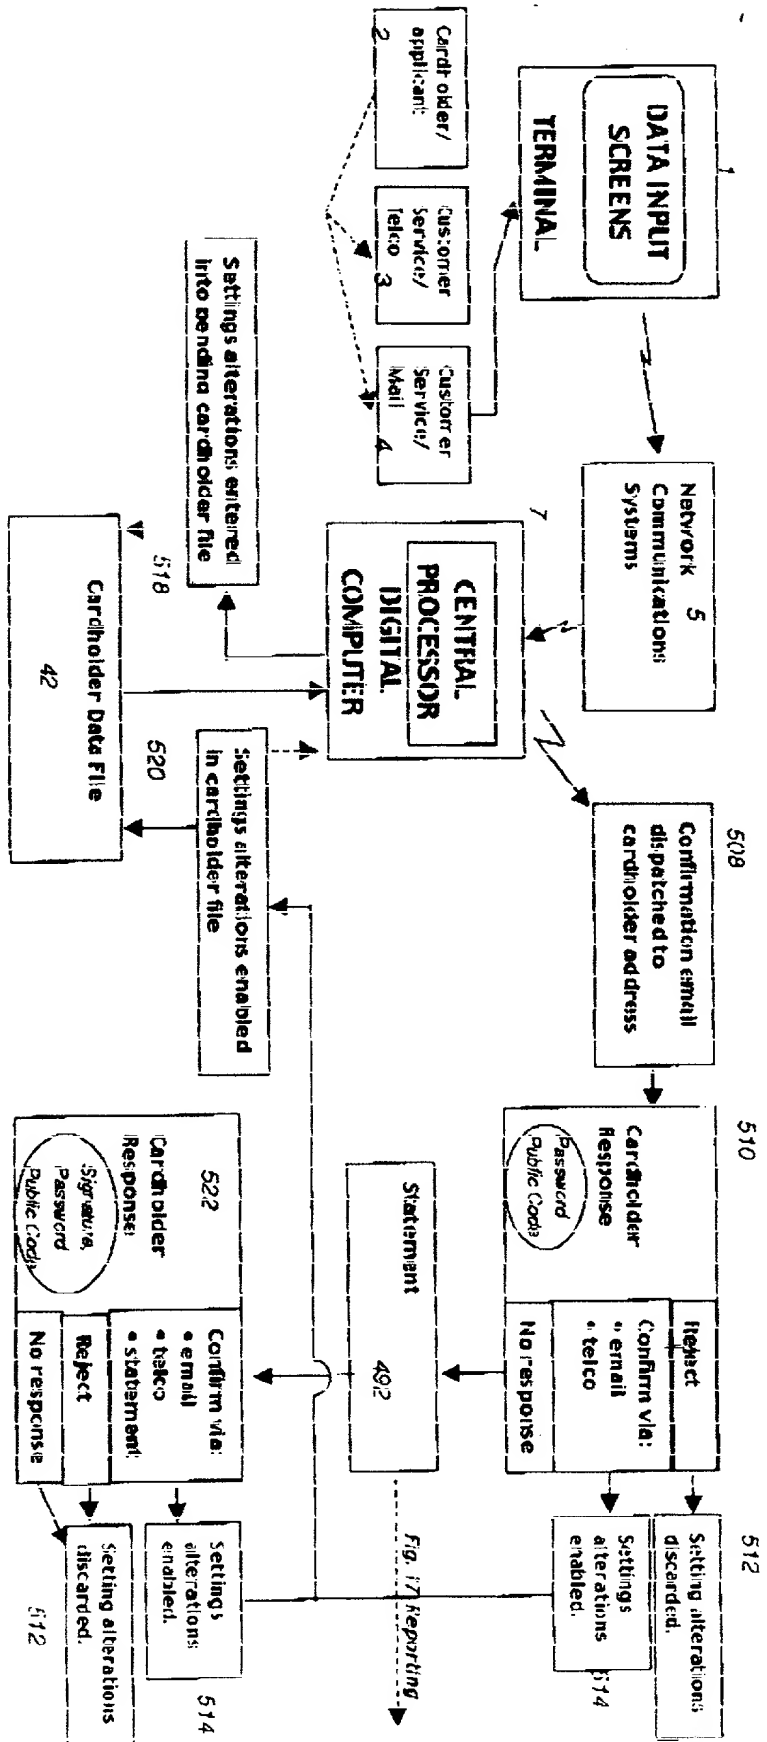 DATA INPUT
SCREENS
TERMINAL
Cardholder/
applicant
2
Customer
Service/
Telco
3
Customer
Service/
Mail
4
Network
Communications
Systems
5
7
CENTRAL
PROCESSOR
DIGITAL
COMPUTER
Settings alterations entered
into pending cardholder file
518
Cardholder Data File
42
520
Settings alterations enabled
in cardholder file
508
Confirmation email
dispatched to
cardholder address
510
Cardholder
Response
Password
Public Code
Reject
Confirm via:
• email
• telco
No response
512
Setting alterations
discarded.
Settings
alterations
enabled.
514
Statement
492
Fig. 17 Reporting
522
Cardholder
Response
Signature,
Password
Public Code
Confirm via:
• email
• telco
• statement
Reject
No response
Settings
alterations
enabled.
514
Setting alterations
discarded.
512